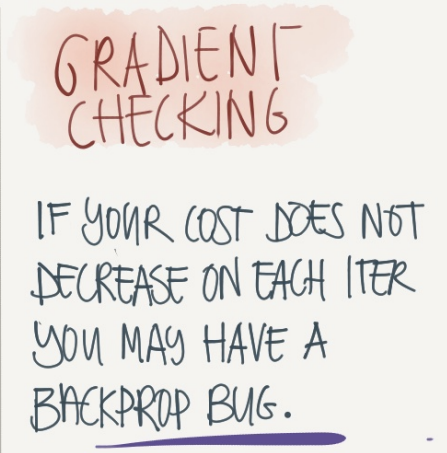 GRADIENT
CHECKING
IF YOUR COST DOES NOT
DECREASE ON EACH ITER
YOU MAY HAVE A
BACKPROP BUG.